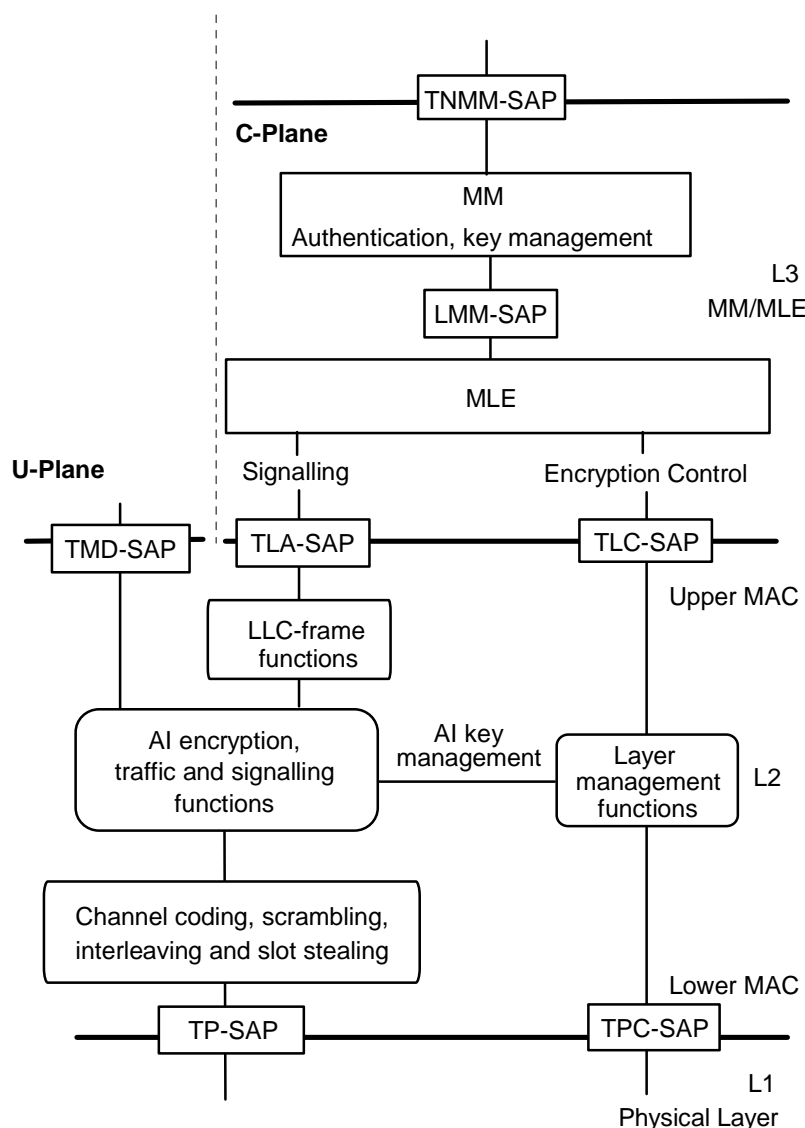 TNMM-SAP
C-Plane
MM
Authentication, key management
L3
MM/MLE
LMM-SAP
MLE
U-Plane
Signalling
Encryption Control
TMD-SAP
TLA-SAP
TLC-SAP
Upper MAC
LLC-frame
functions
AI encryption,
traffic and signalling
functions
AI key
management
Layer
management
functions
L2
Channel coding, scrambling,
interleaving and slot stealing
Lower MAC
TP-SAP
TPC-SAP
L1
Physical Layer